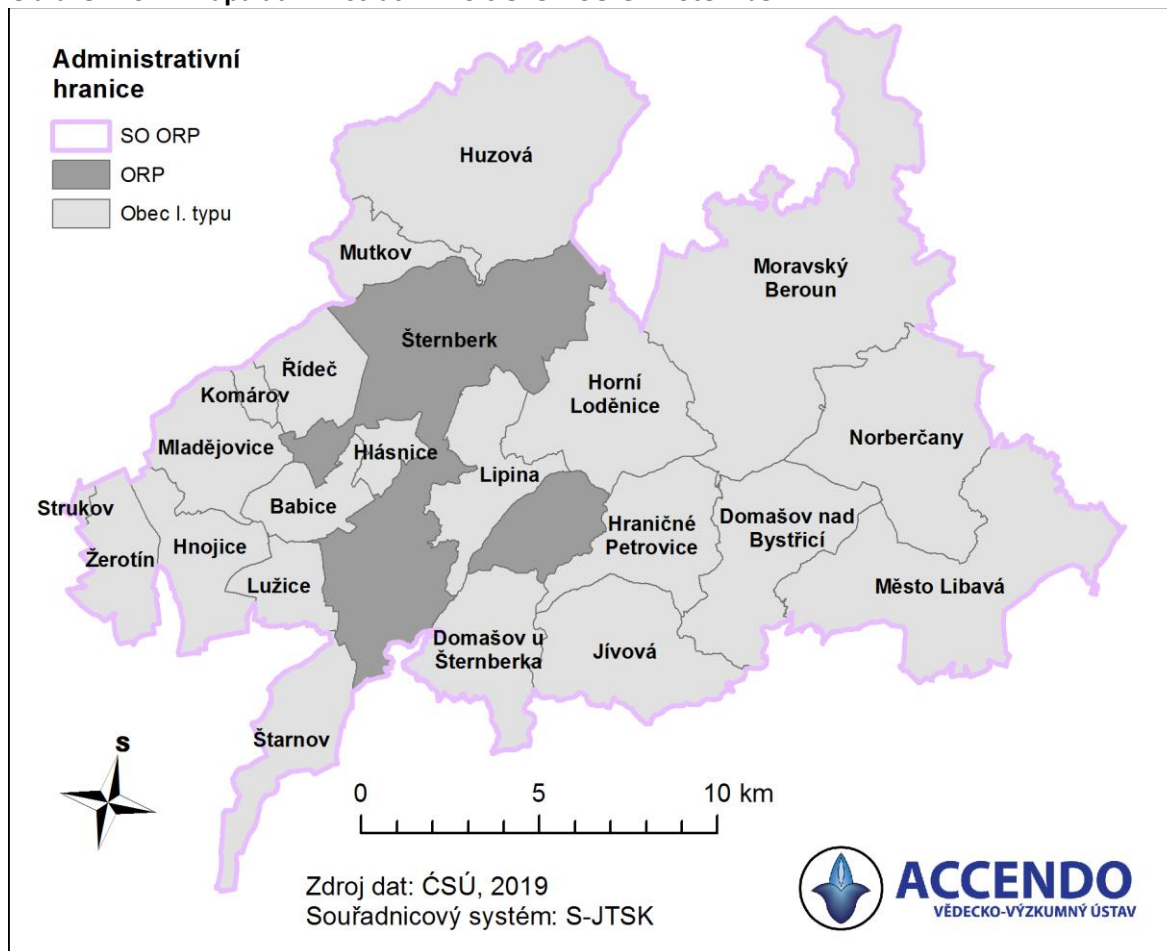 Administrativní
hranice
SO ORP
ORP
Obec I. typu
Huzová
Mutkov
Moravský
Beroun
Šternberk
Řídeč
Komárov
Horní
Loděnice
Mladějovice
Hlásnice
Norberčany
Lipina
Strukov
Babice
Hraničné
Petrovice
Domašov nad
Bystřicí
Žerotín
Hnojice
Lužice
Město Libavá
Domašov u
Šternberka
Jívová
Štarnov
S
0 5 10 km
Zdroj dat: ĆSÚ, 2019
Souřadnicový systém: S-JTSK
ACCENDO
VĚDECKO-VÝZKUMNÝ ÚSTAV